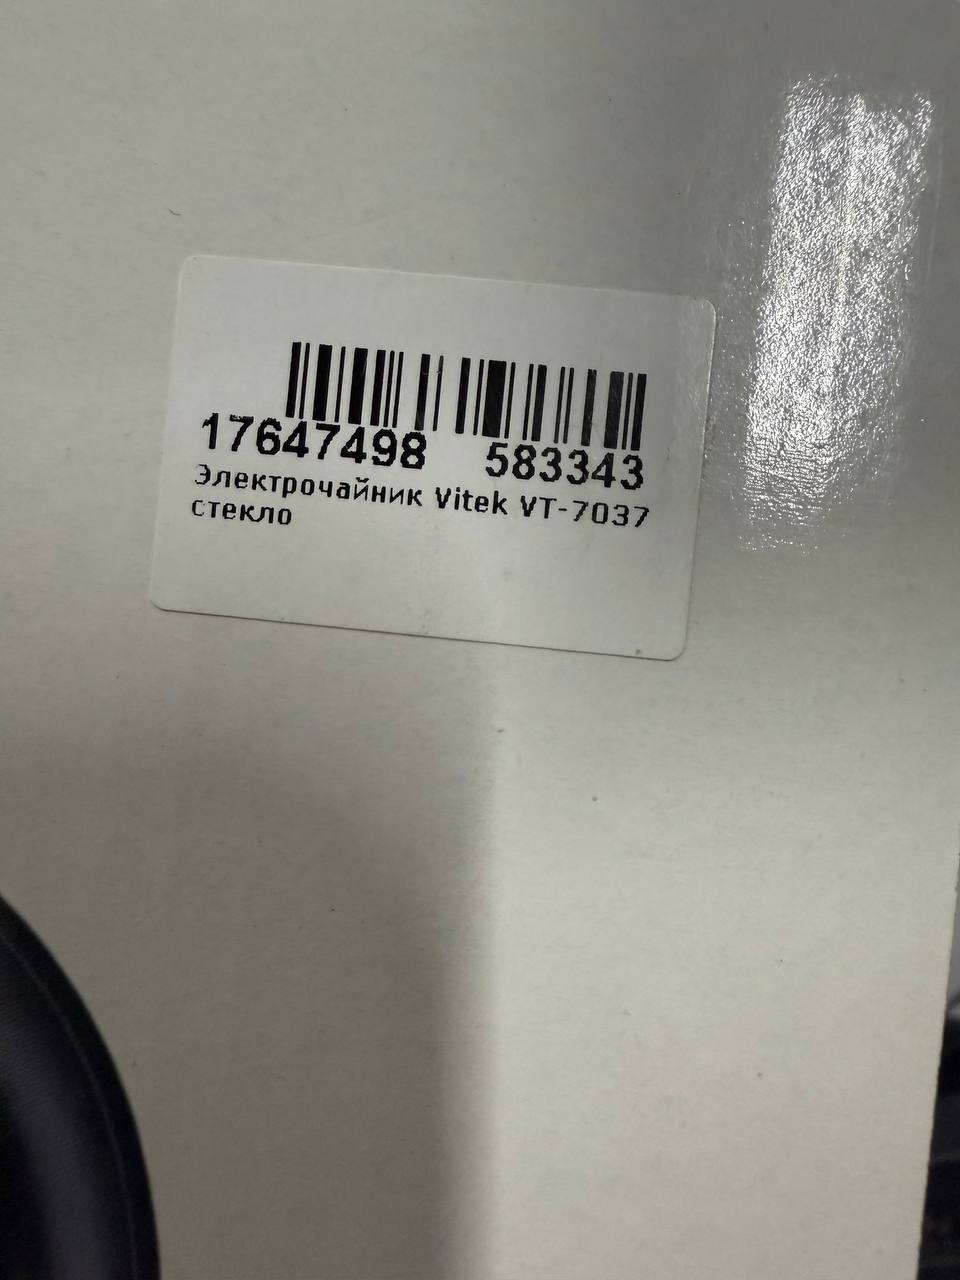 17647498 583343
Электрочайник Vitek VT-7037
стекло